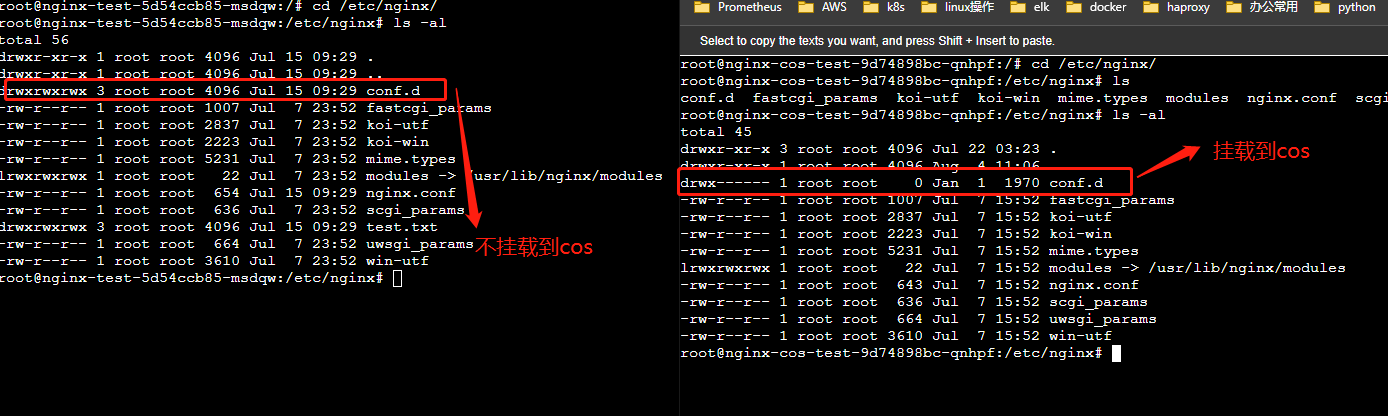 root@nginx-test-5d54ccb85-msdqw:/# cd /etc/nginx/
root@nginx-test-5d54ccb85-msdqw:/etc/nginx# ls -al
total 56
drwxr-xr-x 1 root root 4096 Jul 15 09:29 .
drwxr-xr-x 1 root root 4096 Jul 15 09:29 ..
drwxrwxrwx 3 root root 4096 Jul 15 09:29 conf.d
-rw-r--r-- 1 root root 1007 Jul  7 23:52 fastcgi_params
-rw-r--r-- 1 root root 2837 Jul  7 23:52 koi-utf
-rw-r--r-- 1 root root 2223 Jul  7 23:52 koi-win
-rw-r--r-- 1 root root 5231 Jul  7 23:52 mime.types
lrwxrwxrwx 1 root root   22 Jul  7 23:52 modules -> /usr/lib/nginx/modules
-rw-r--r-- 1 root root  654 Jul 15 09:29 nginx.conf
-rw-r--r-- 1 root root  636 Jul  7 23:52 scgi_params
drwxrwxrwx 3 root root 4096 Jul 15 09:29 test.txt
-rw-r--r-- 1 root root  664 Jul  7 23:52 uwsgi_params
-rw-r--r-- 1 root root 3610 Jul  7 23:52 win-utf
root@nginx-test-5d54ccb85-msdqw:/etc/nginx#
不挂载到cos
Prometheus AWS k8s linux操作 elk docker haproxy 办公常用 python
Select to copy the texts you want, and press Shift + Insert to paste.
root@nginx-cos-test-9d74898bc-qnhpf:/# cd /etc/nginx/
root@nginx-cos-test-9d74898bc-qnhpf:/etc/nginx# ls
conf.d  fastcgi_params  koi-utf  koi-win  mime.types  modules  nginx.conf  scgi
root@nginx-cos-test-9d74898bc-qnhpf:/etc/nginx# ls -al
total 45
drwxr-xr-x 3 root root 4096 Jul 22 03:23 .
drwxr-xr-x 1 root root 4096 Aug  4 11:06
drwx------ 1 root root    0 Jan  1  1970 conf.d
-rw-r--r-- 1 root root 1007 Jul  7 15:52 fastcgi_params
-rw-r--r-- 1 root root 2837 Jul  7 15:52 koi-utf
-rw-r--r-- 1 root root 2223 Jul  7 15:52 koi-win
-rw-r--r-- 1 root root 5231 Jul  7 15:52 mime.types
lrwxrwxrwx 1 root root   22 Jul  7 15:52 modules -> /usr/lib/nginx/modules
-rw-r--r-- 1 root root  643 Jul  7 15:52 nginx.conf
-rw-r--r-- 1 root root  636 Jul  7 15:52 scgi_params
-rw-r--r-- 1 root root  664 Jul  7 15:52 uwsgi_params
-rw-r--r-- 1 root root 3610 Jul  7 15:52 win-utf
root@nginx-cos-test-9d74898bc-qnhpf:/etc/nginx#
挂载到cos